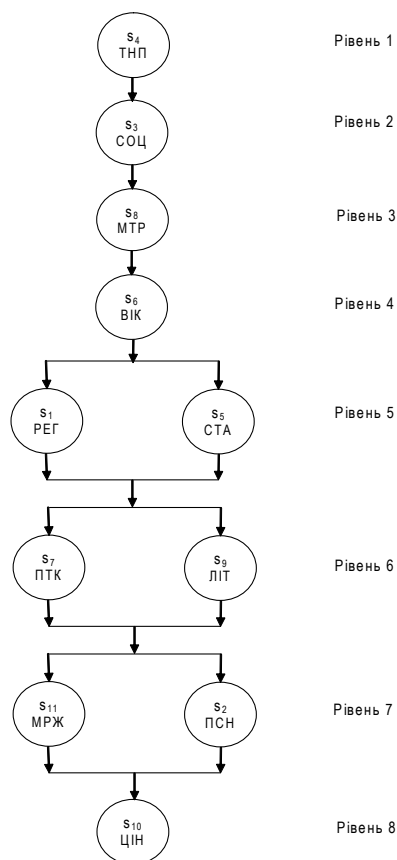 s₄
ТНП
Рівень 1
s₃
СОЦ
Рівень 2
s₈
МТР
Рівень 3
s₆
ВІК
Рівень 4
s₁
РЕГ
s₅
СТА
Рівень 5
s₇
ПТК
s₉
ЛІТ
Рівень 6
s₁₁
МРЖ
s₂
ПСН
Рівень 7
s₁₀
ЦІН
Рівень 8